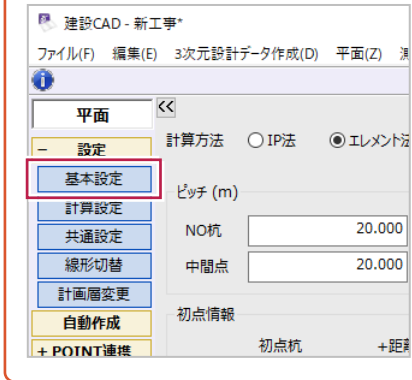 建設CAD - 新工事*
ファイル(F) 編集(E) 3次元設計データ作成(D) 平面(Z)
平面
<<
計算方法 IP法 エレメント法
− 設定
基本設定
計算設定
共通設定
線形切替
計画層変更
自動作成
+ POINT連携
ピッチ (m)
NO杭 20.000
中間点 20.000
初点情報
初点杭 +距離